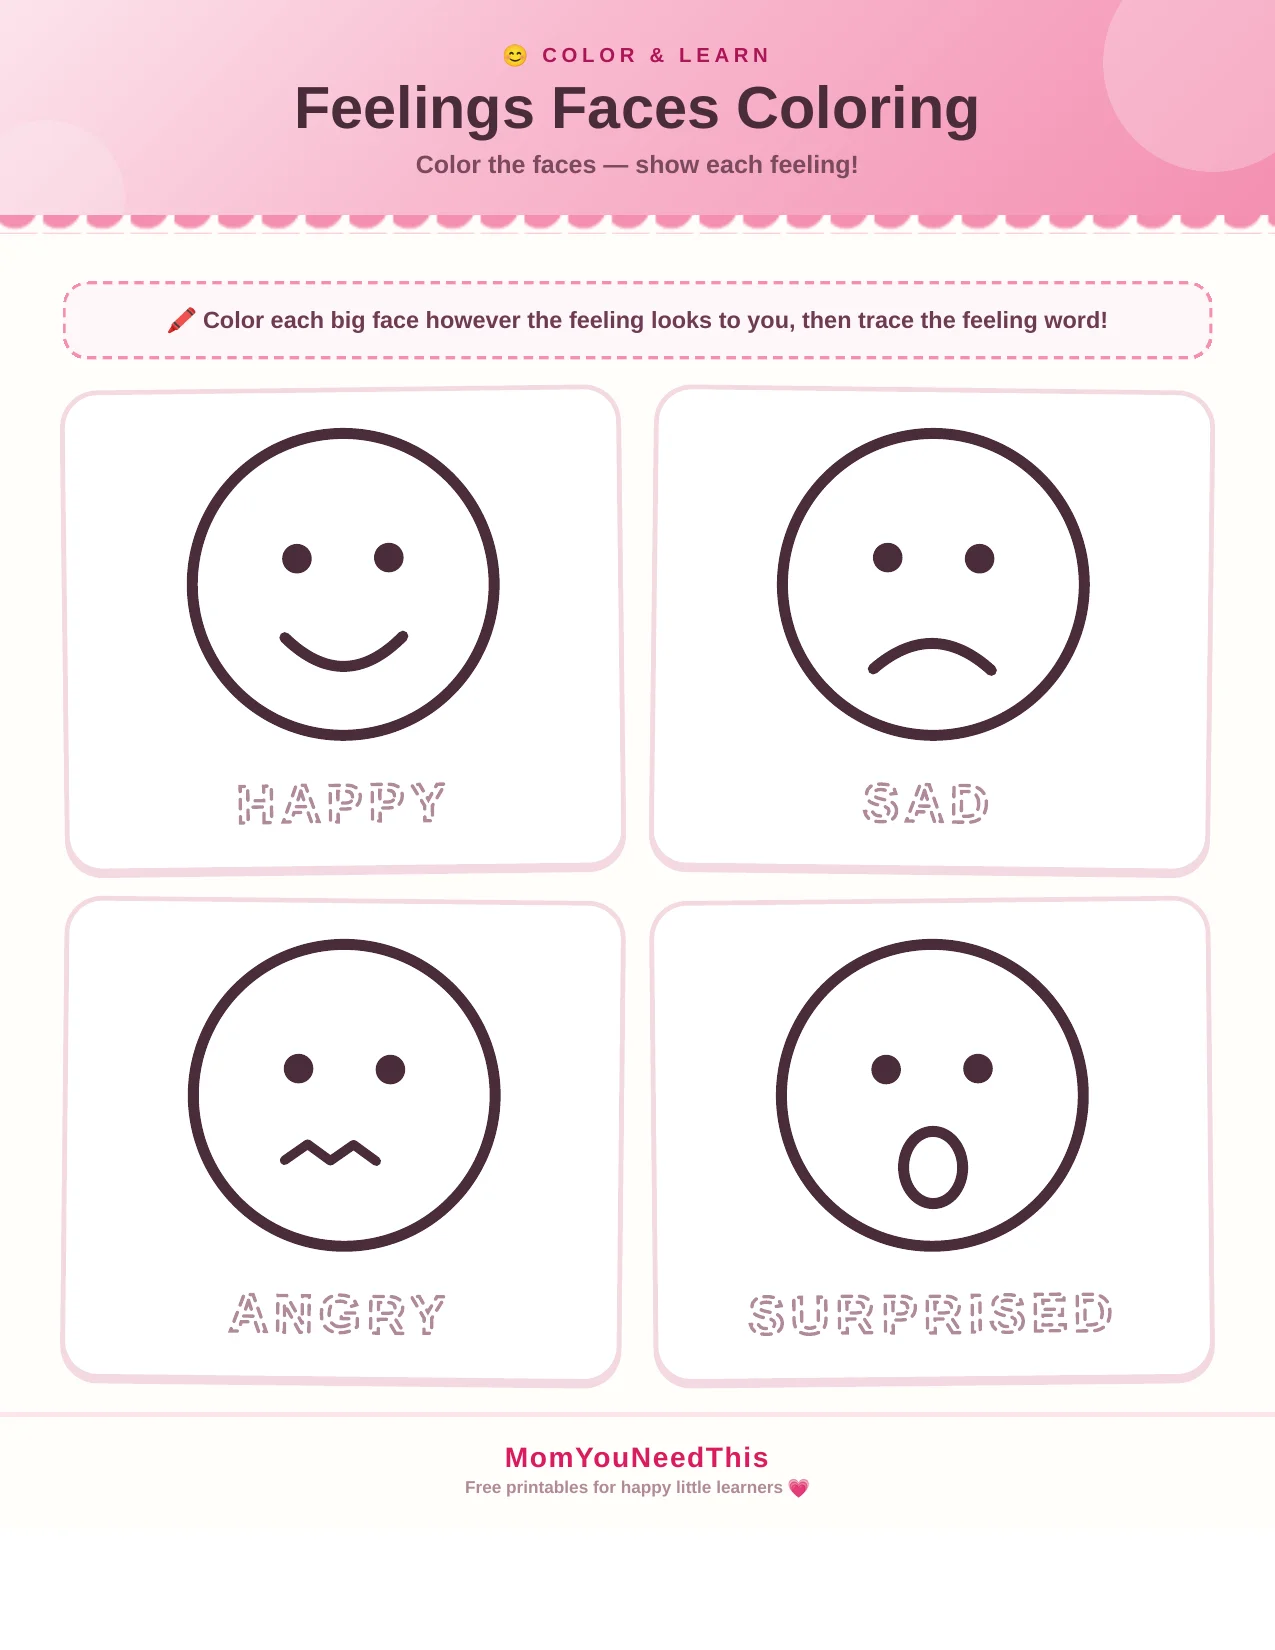 😊 COLOR & LEARN
Feelings Faces Coloring
Color the faces — show each feeling!
🖍️ Color each big face however the feeling looks to you, then trace the feeling word!
HAPPY
SAD
ANGRY
SURPRISED
MomYouNeedThis
Free printables for happy little learners 💗